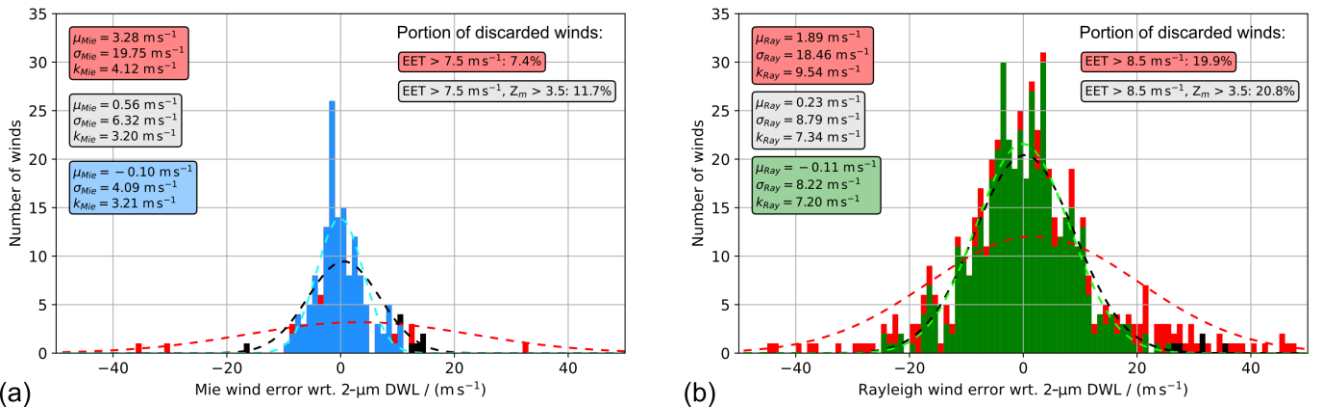 μMie = 3.28 m s⁻¹
σMie = 19.75 m s⁻¹
kMie = 4.12 m s⁻¹
μMie = 0.56 m s⁻¹
σMie = 6.32 m s⁻¹
kMie = 3.20 m s⁻¹
μMie = − 0.10 m s⁻¹
σMie = 4.09 m s⁻¹
kMie = 3.21 m s⁻¹
Portion of discarded winds:
EET > 7.5 m s⁻¹: 7.4%
EET > 7.5 m s⁻¹, Zm > 3.5: 11.7%
Number of winds
35
30
25
20
15
10
5
0
−40
−20
0
20
40
Mie wind error wrt. 2-μm DWL / (m s⁻¹)
(a)
μRay = 1.89 m s⁻¹
σRay = 18.46 m s⁻¹
kRay = 9.54 m s⁻¹
μRay = 0.23 m s⁻¹
σRay = 8.79 m s⁻¹
kRay = 7.34 m s⁻¹
μRay = − 0.11 m s⁻¹
σRay = 8.22 m s⁻¹
kRay = 7.20 m s⁻¹
Portion of discarded winds:
EET > 8.5 m s⁻¹: 19.9%
EET > 8.5 m s⁻¹, Zm > 3.5: 20.8%
Number of winds
35
30
25
20
15
10
5
0
−40
−20
0
20
40
Rayleigh wind error wrt. 2-μm DWL / (m s⁻¹)
(b)